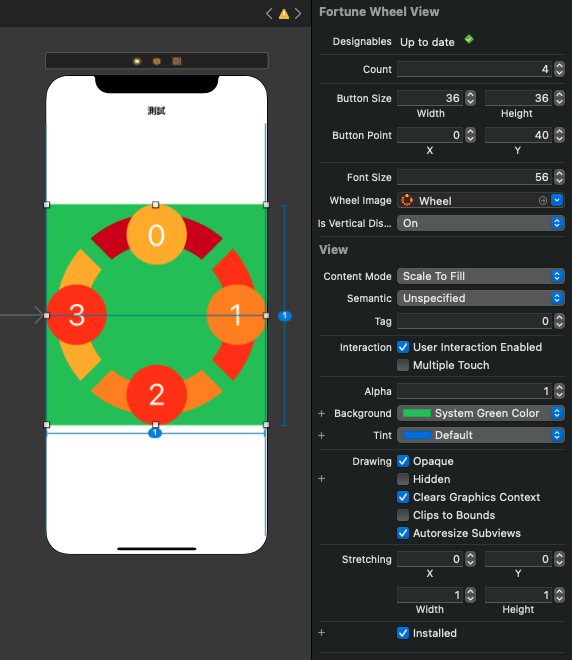 測試
0
3
1
2
1
1
Fortune Wheel View
Designables Up to date
Count 4
Button Size 36 36
Width Height
Button Point 0 40
X Y
Font Size 56
Wheel Image Wheel
Is Vertical Dis... On
View
Content Mode Scale To Fill
Semantic Unspecified
Tag 0
Interaction User Interaction Enabled
Multiple Touch
Alpha 1
+ Background System Green Color
+ Tint Default
Drawing Opaque
+ Hidden
Clears Graphics Context
Clips to Bounds
Autoresize Subviews
Stretching 0 0
X Y
1 1
Width Height
+ Installed